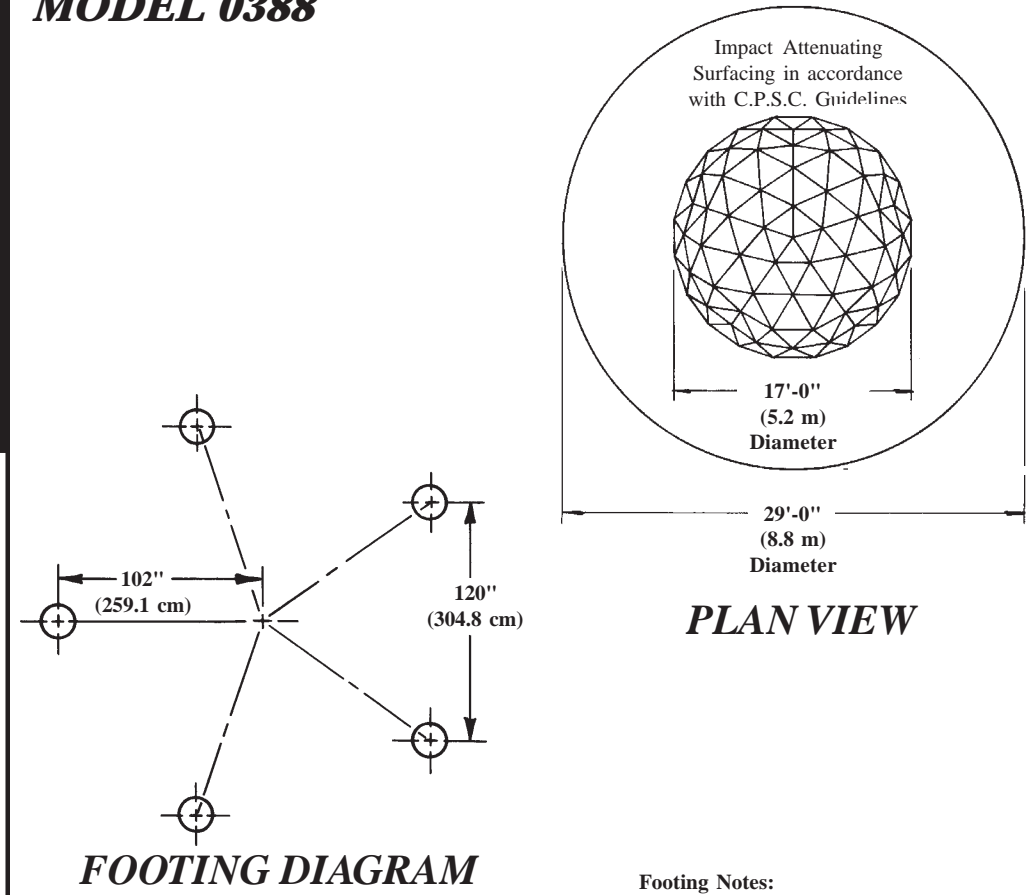 MODEL 0388
Impact Attenuating
Surfacing in accordance
with C.P.S.C. Guidelines
17'-0"
(5.2 m)
Diameter
29'-0"
(8.8 m)
Diameter
PLAN VIEW
102"
(259.1 cm)
120"
(304.8 cm)
FOOTING DIAGRAM
Footing Notes: